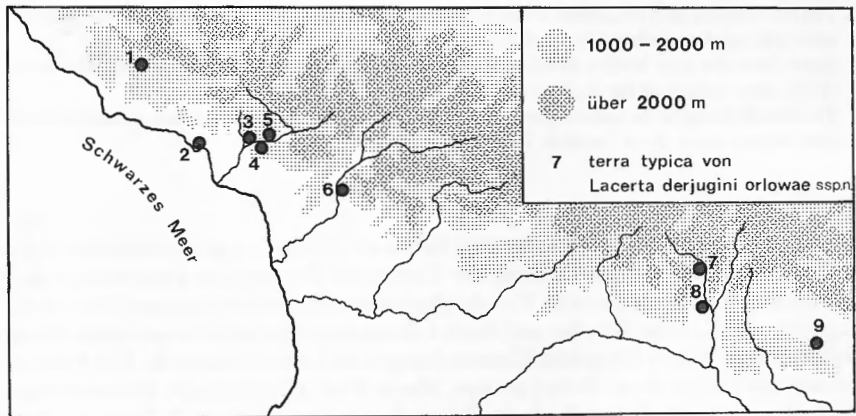 1000 – 2000 m
über 2000 m
7 terra typica von
Lacerta derjugini orlowae ssp.n.
Schwarzes Meer
1
2
3
5
4
6
7
8
9